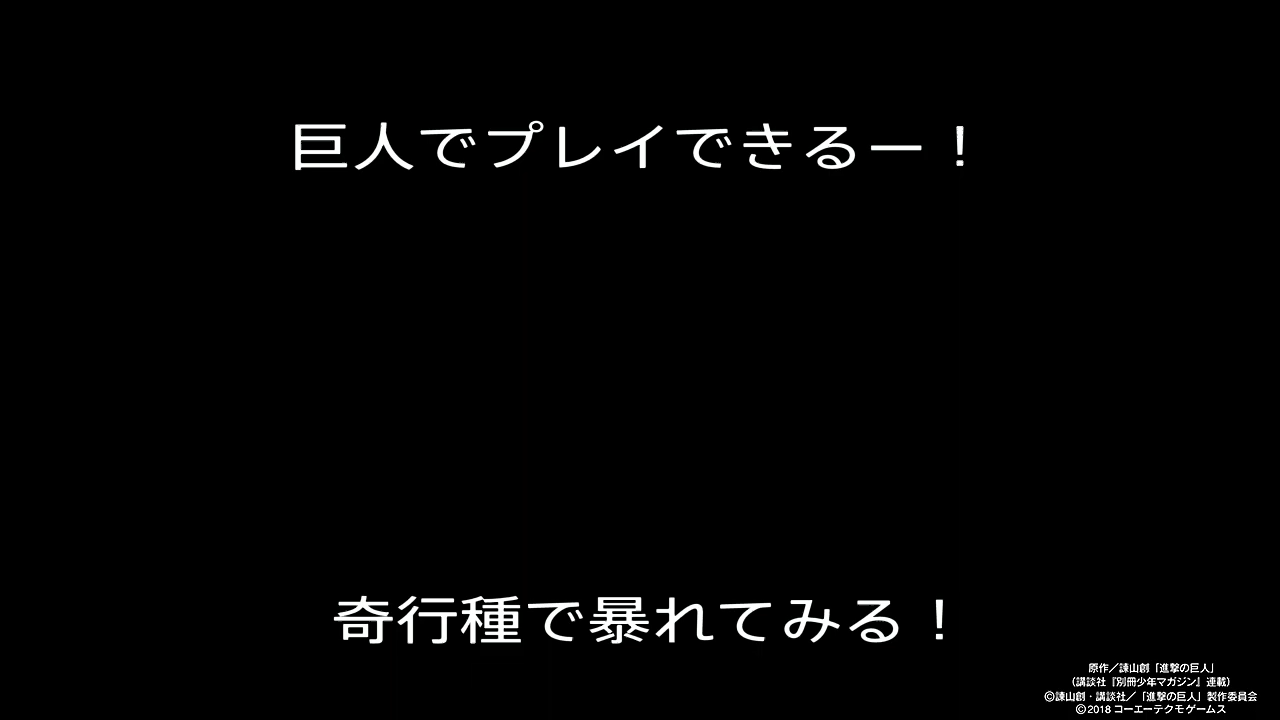 巨人でプレイできるー！
奇行種で暴れてみる！
原作／諫山創「進撃の巨人」
（講談社『別冊少年マガジン』連載）
©諫山創・講談社／「進撃の巨人」製作委員会
©2018 コーエーテクモゲームス